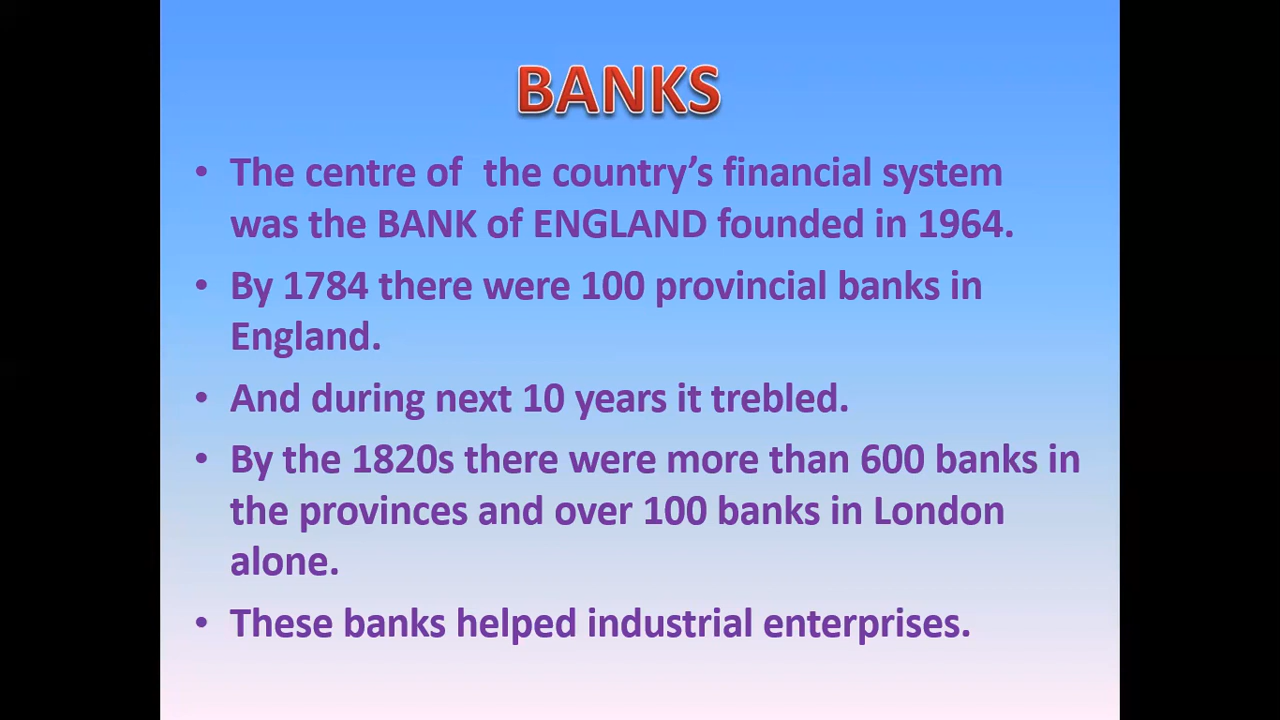 BANKS
• The centre of the country’s financial system
was the BANK of ENGLAND founded in 1964.
• By 1784 there were 100 provincial banks in
England.
• And during next 10 years it trebled.
• By the 1820s there were more than 600 banks in
the provinces and over 100 banks in London
alone.
• These banks helped industrial enterprises.